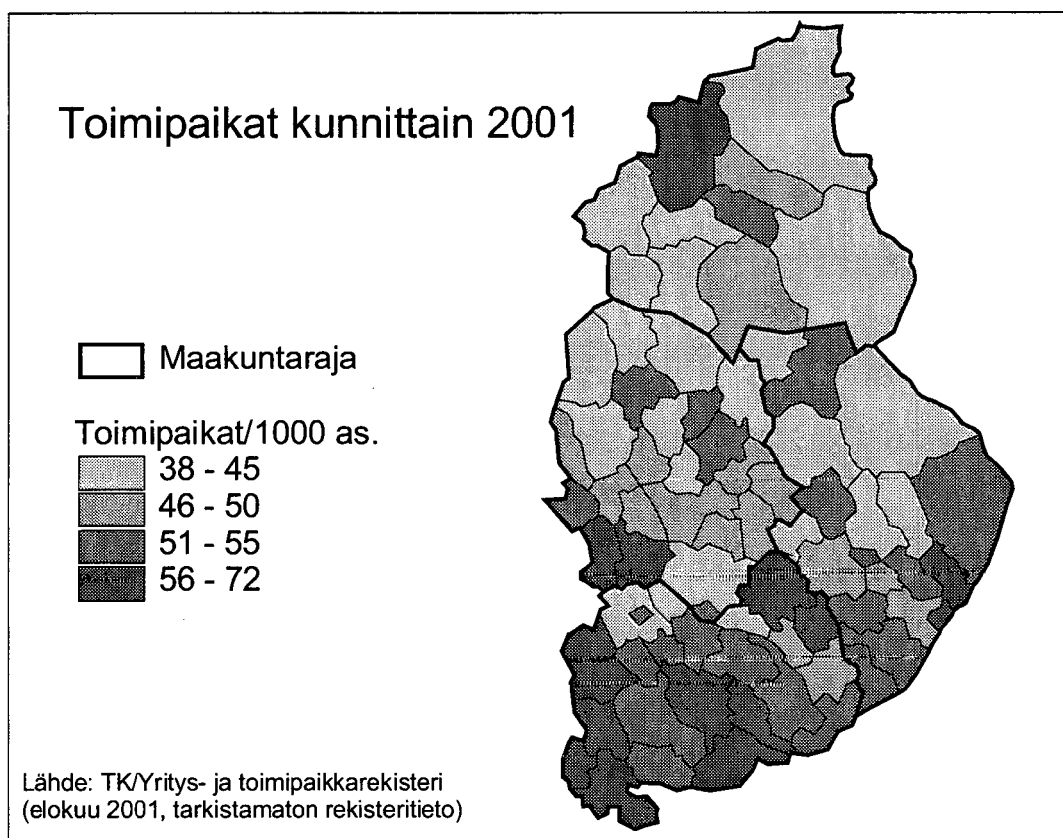 Toimipaikat kunnittain 2001
Maakuntaraja
Toimipaikat/1000 as.
38 - 45
46 - 50
51 - 55
56 - 72
Lähde: TK/Yritys- ja toimipaikkarekisteri
(elokuu 2001, tarkistamaton rekisteritieto)